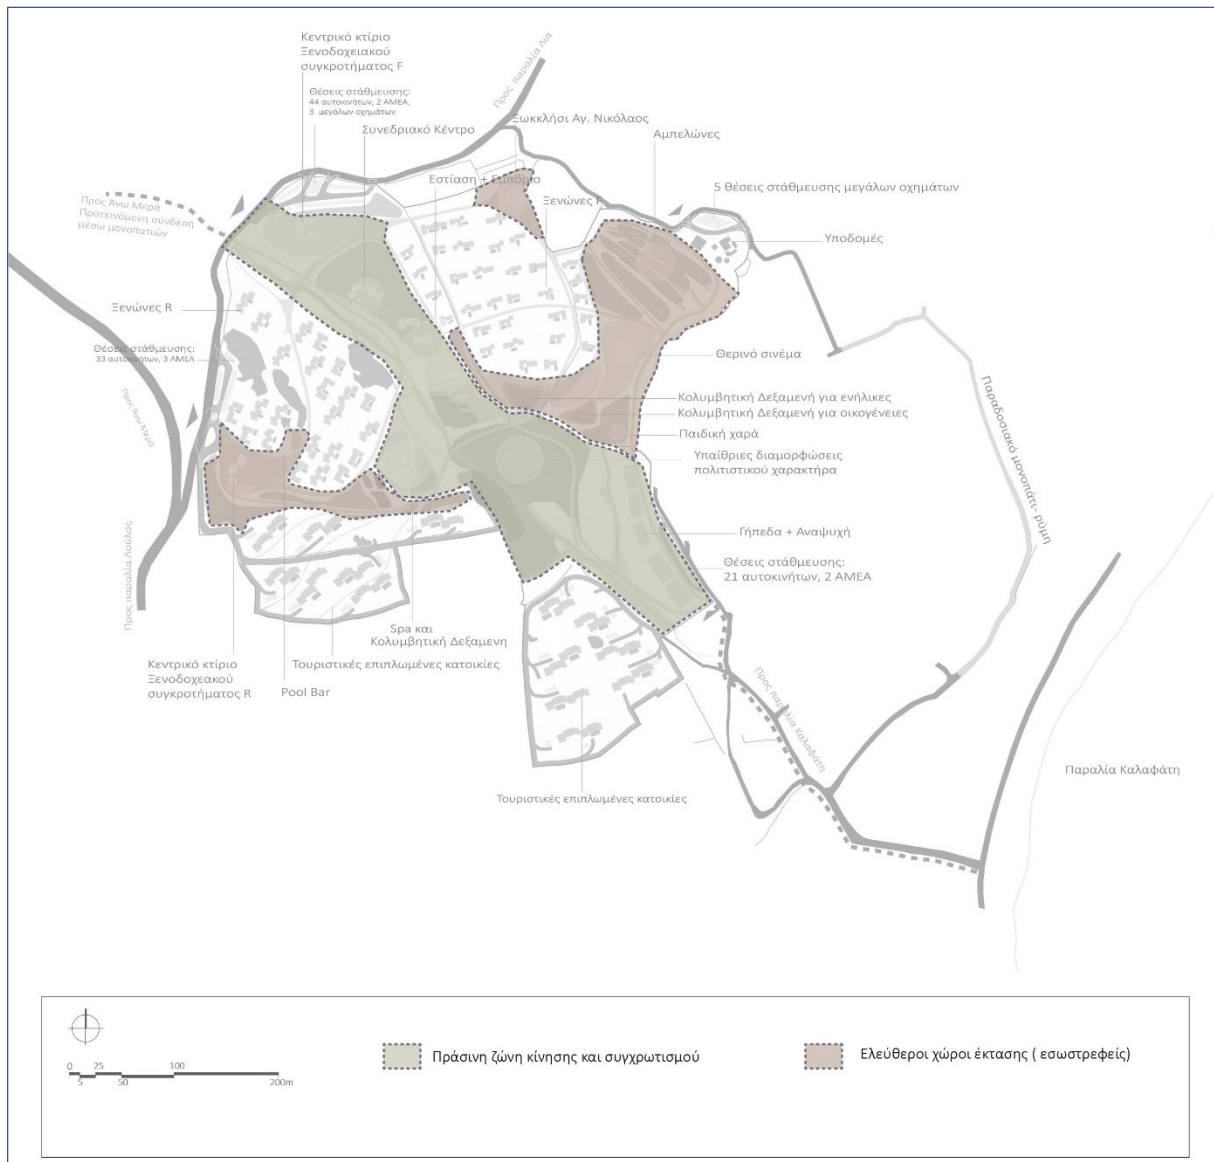 Κεντρικό κτίριο
Ξενοδοχειακού
συγκροτήματος F
Θέσεις στάθμευσης:
44 αυτοκινήτων, 2 ΑΜΕΑ,
3 μεγάλων οχημάτων
Συνεδριακό Κέντρο
Προς παραλία Λια
Ξωκκλήσι Αγ. Νικόλαος
Αμπελώνες
Εστίαση + Εμπόριο
Ξενώνες F
5 θέσεις στάθμευσης μεγάλων οχημάτων
Υποδομές
Προς Άνω Μερά
Προτεινόμενη σύνδεση
μέσω μονοπατιών
Ξενώνες R
Θέσεις στάθμευσης:
33 αυτοκινήτων, 3 ΑΜΕΑ
Προς Άνω Μερά
Θερινό σινέμα
Κολυμβητική Δεξαμενή για ενήλικες
Κολυμβητική Δεξαμενή για οικογένειες
Παιδική χαρά
Υπαίθριες διαμορφώσεις
πολιτιστικού χαρακτήρα
Παραδοσιακό μονοπάτι- ρύμη
Γήπεδα + Αναψυχή
Θέσεις στάθμευσης:
21 αυτοκινήτων, 2 ΑΜΕΑ
Προς παραλία Λούλος
Spa και
Κολυμβητική Δεξαμενη
Κεντρικό κτίριο
Ξενοδοχεακού
συγκροτήματος R
Pool Bar
Τουριστικές επιπλωμένες κατοικίες
Προς παραλία Καλαφάτη
Παραλία Καλαφάτη
Τουριστικές επιπλωμένες κατοικίες
0 25 100
5 50 200m
Πράσινη ζώνη κίνησης και συγχρωτισμού
Ελεύθεροι χώροι έκτασης ( εσωστρεφείς)